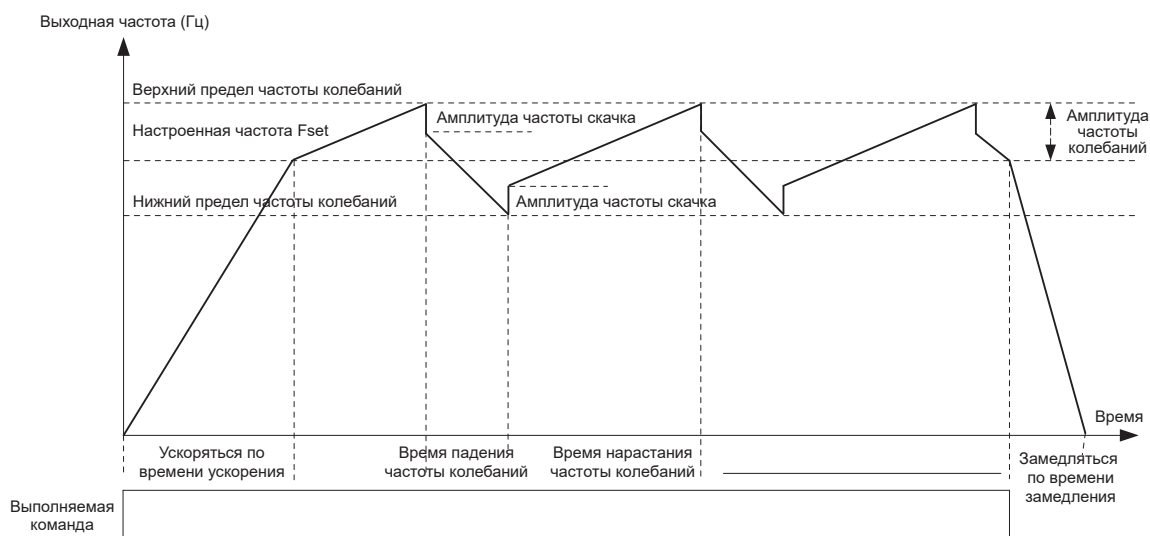 Выходная частота (Гц)
Верхний предел частоты колебаний
Амплитуда частоты скачка
Амплитуда
частоты
колебаний
Настроенная частота Fset
Нижний предел частоты колебаний
Амплитуда частоты скачка
Время
Ускоряться по
времени ускорения
Время падения
частоты колебаний
Время нарастания
частоты колебаний
Замедляться
по времени
замедления
Выполняемая
команда